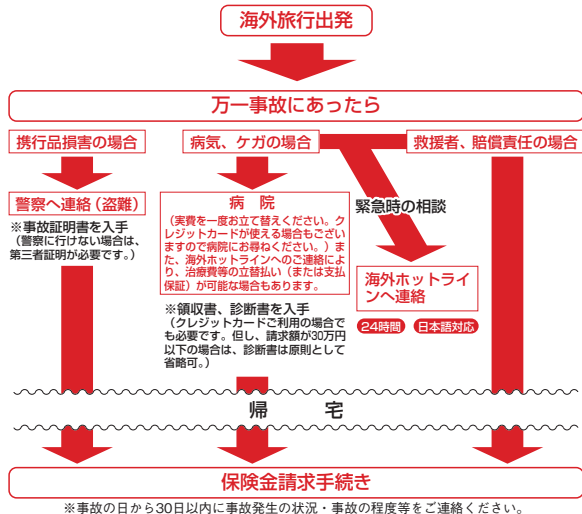 海外旅行出発
万一事故にあったら
携行品損害の場合
病気、ケガの場合
救援者、賠償責任の場合
警察へ連絡(盗難)
※事故証明書を入手
(警察に行けない場合は、
第三者証明が必要です。)
病 院
(実費を一度お立て替えください。ク
レジットカードが使える場合もござい
ますので病院にお尋ねください。)ま
た、海外ホットラインへのご連絡によ
り、治療費等の立替払い(または支払
保証)が可能な場合もあります。
※領収書、診断書を入手
(クレジットカードご利用の場合で
も必要です。但し、請求額が30万円
以下の場合は、診断書は原則として
省略可。)
緊急時の相談
海外ホットライ
ンへ連絡
24時間 日本語対応
帰 宅
保険金請求手続き
※事故の日から30日以内に事故発生の状況・事故の程度等をご連絡ください。